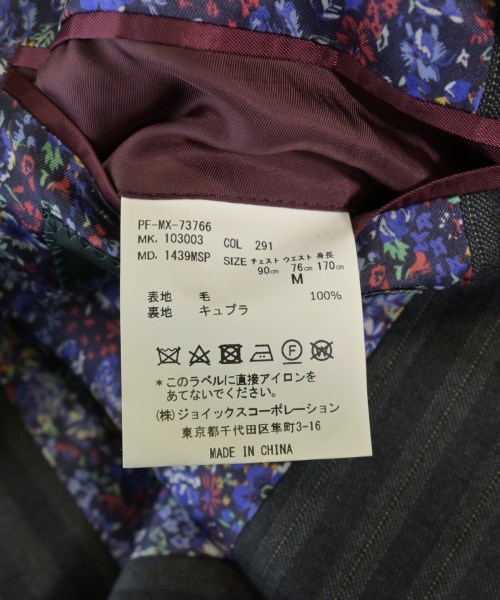 PF-MX-73766
MK. 103003 COL 291
MD. 1439MSP SIZE チェスト ウエスト 身長
90cm 76cm 170cm
M
表地 毛 100%
裏地 キュプラ
F W
*このラベルに直接アイロンを
あてないでください。
(株)ジョイックスコーポレーション
東京都千代田区隼町3-16
MADE IN CHINA